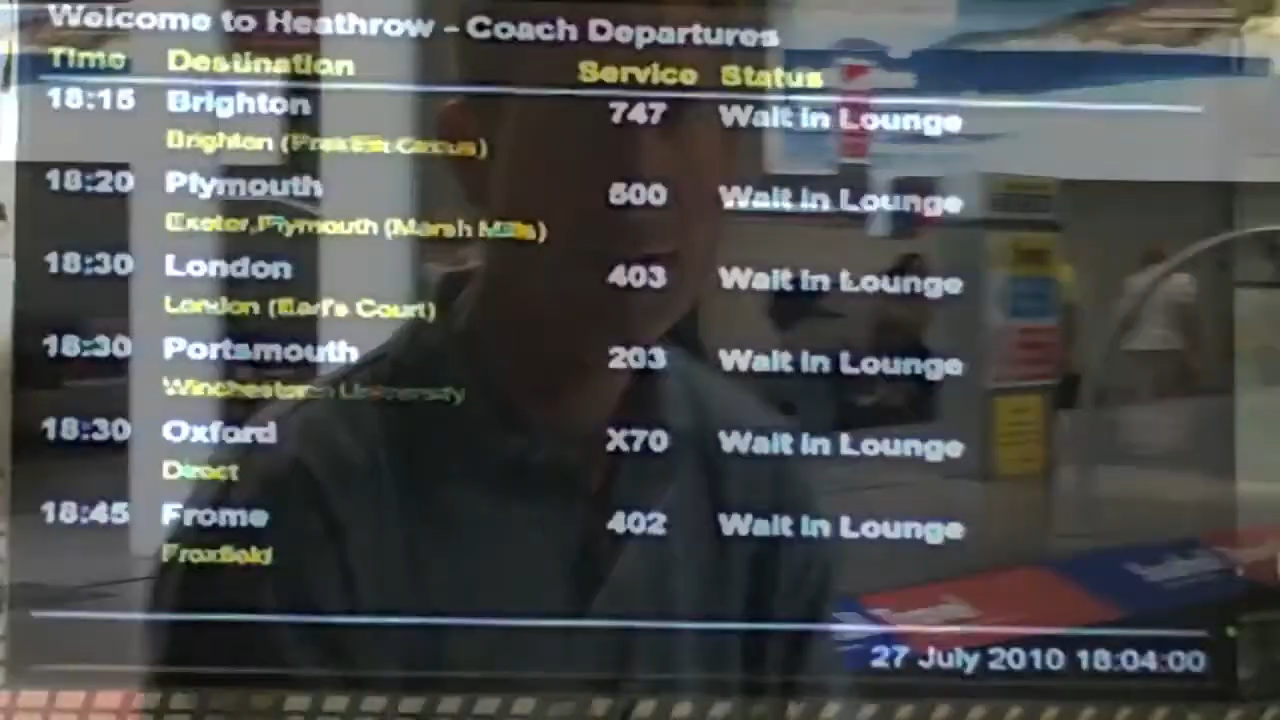 Welcome to Heathrow - Coach Departures
Time Destination Service Status
18:15 Brighton 747 Wait in Lounge
Brighton (Circus)
18:20 Plymouth 500 Wait in Lounge
Exeter,Plymouth (Marsh Mills)
18:30 London 403 Wait in Lounge
London (Earl's Court)
18:30 Portsmouth 203 Wait in Lounge
Winchester University
18:30 Oxford X70 Wait in Lounge
Direct
18:45 Frome 402 Wait in Lounge
Froxfield
27 July 2010 18:04:00